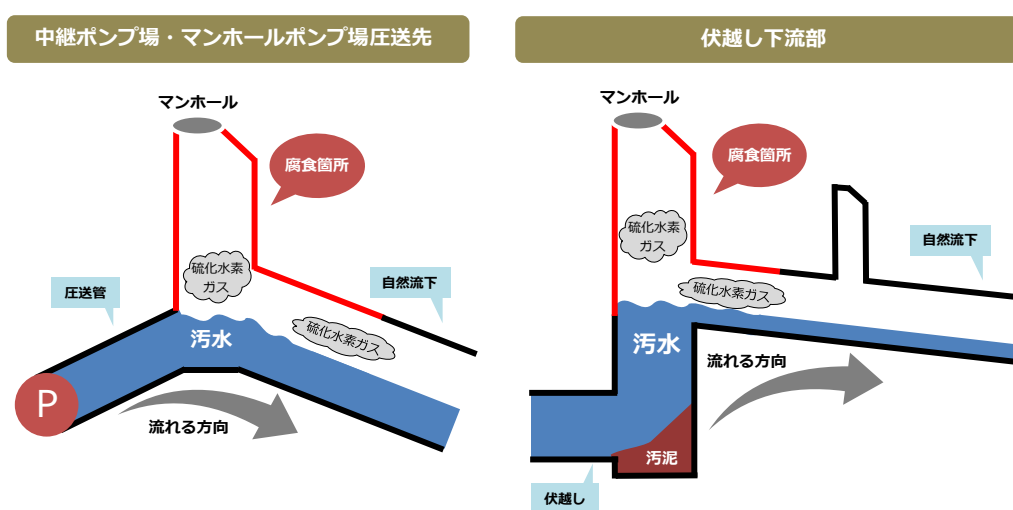 中継ポンプ場・マンホールポンプ場圧送先
マンホール
腐食箇所
硫化水素
ガス
圧送管
自然流下
硫化水素ガス
汚水
P
流れる方向
伏越し下流部
マンホール
腐食箇所
硫化水素
ガス
自然流下
硫化水素ガス
汚水
流れる方向
汚泥
伏越し